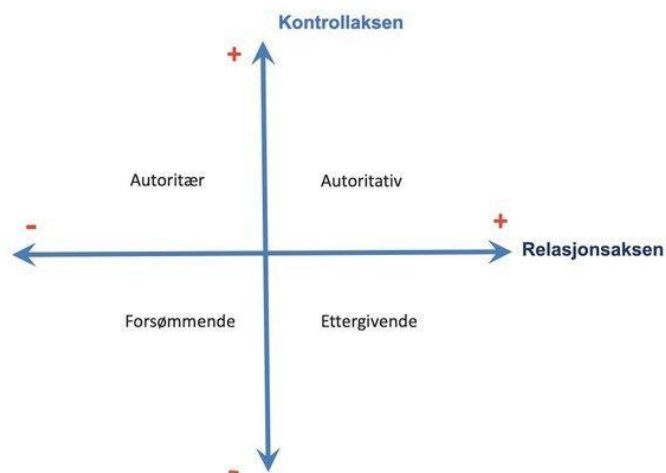 Kontrollaksen
+
Autoritær
Autoritativ
-
+
Relasjonsaksen
Forsømmende
Ettergivende
-